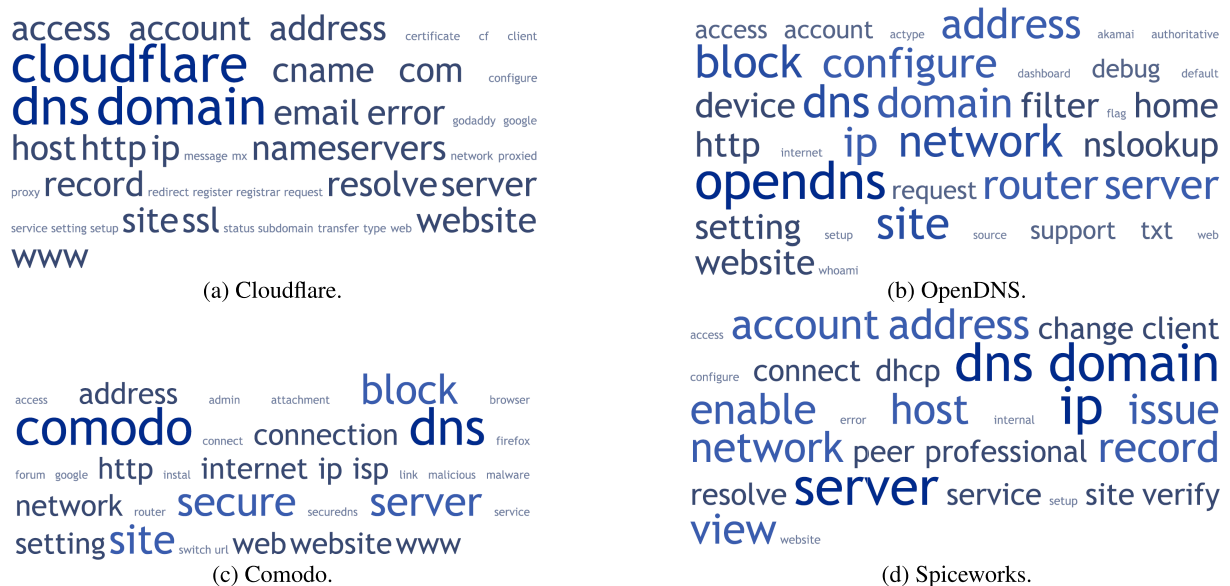 access account address certificate cf client
cloudflare cname com configure
dns domain email error godaddy google
host http ip message mx nameservers network proxied
proxy record redirect register registrar request resolve server
service setting setup site ssl status subdomain transfer type web website
www
(a) Cloudflare.
access account actype address akamai authoritative
block configure dashboard debug default
device dns domain filter flag home
http internet ip network nslookup
opendns request router server
setting setup site source support txt web
website whoami
(b) OpenDNS.
access address admin attachment block browser
comodo connect connection dns firefox
forum google http instal internet ip isp link malicious malware
network router secure securedns server service
setting site switch url web website www
(c) Comodo.
access account address change client
configure connect dhcp dns domain
enable error host internal ip issue
network peer professional record
resolve server service setup site verify
view website
(d) Spiceworks.